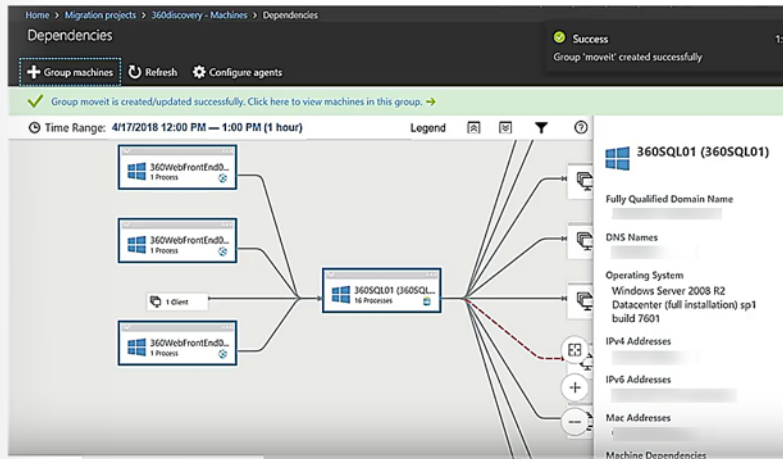 Home > Migration projects > 360discovery - Machines > Dependencies
Dependencies
Success
1:
Group 'moveit' created successfully
Group machines
Refresh
Configure agents
Group moveit is created/updated successfully. Click here to view machines in this group. →
Time Range: 4/17/2018 12:00 PM — 1:00 PM (1 hour)
Legend
360WebFrontEnd0...
1 Process
360WebFrontEnd0...
1 Process
1 Client
360WebFrontEnd0...
1 Process
360SQL01 (360SQL...
16 Processes
360SQL01 (360SQL01)
Fully Qualified Domain Name
DNS Names
Operating System
Windows Server 2008 R2
Datacenter (full installation) sp1
build 7601
IPv4 Addresses
IPv6 Addresses
Mac Addresses
Machine Dependencies